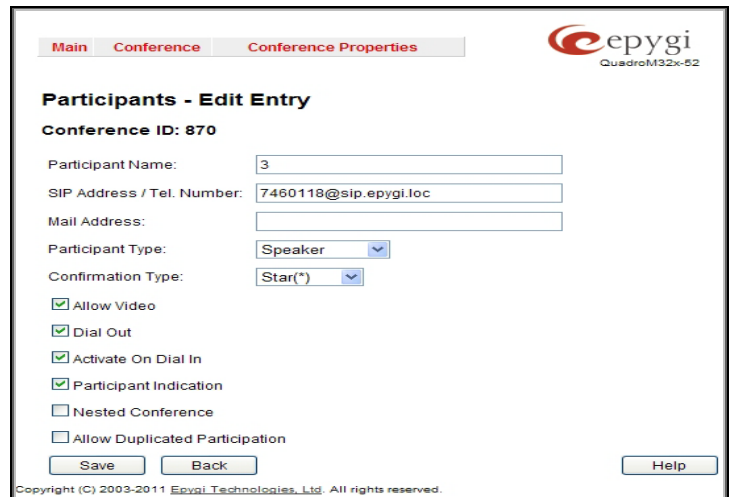 Main Conference Conference Properties
epygi
QuadroM32x-52
Participants - Edit Entry
Conference ID: 870
Participant Name: 3
SIP Address / Tel. Number: 7460118@sip.epygi.loc
Mail Address:
Participant Type: Speaker
Confirmation Type: Star(*)
Allow Video
Dial Out
Activate On Dial In
Participant Indication
Nested Conference
Allow Duplicated Participation
Save Back Help
Copyright (C) 2003-2011 Epygi Technologies, Ltd. All rights reserved.